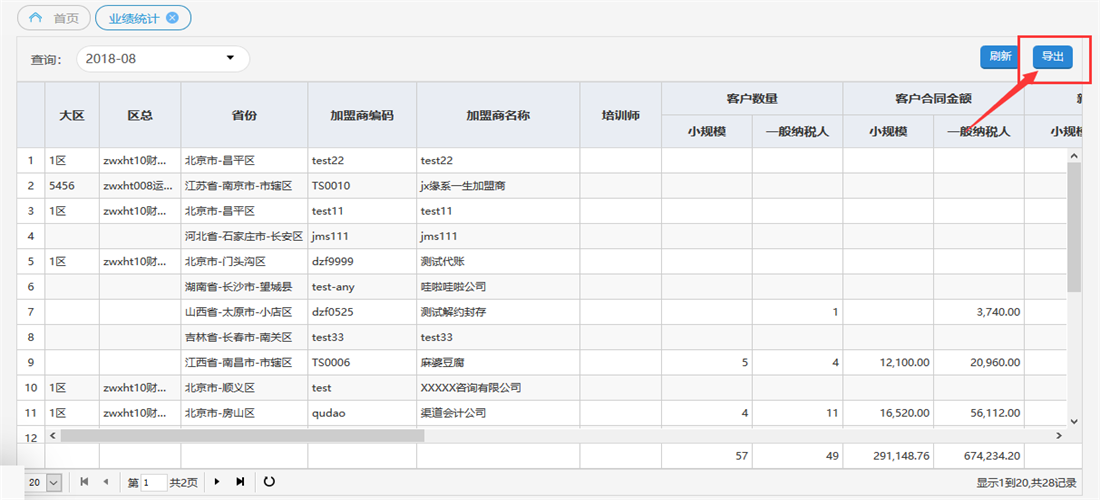 首页 业绩统计
查询： 2018-08 刷新 导出
大区 区总 省份 加盟商编码 加盟商名称 培训师 客户数量 客户合同金额
小规模 一般纳税人 小规模 一般纳税人 小规模
1 1区 zwxht10财... 北京市-昌平区 test22 test22
2 5456 zwxht008运... 江苏省-南京市-市辖区 TS0010 jx缘系一生加盟商
3 1区 zwxht10财... 北京市-昌平区 test11 test11
4 河北省-石家庄市-长安区 jms111 jms111
5 1区 zwxht10财... 北京市-门头沟区 dzf9999 测试代账
6 湖南省-长沙市-望城县 test-any 哇啦哇啦公司
7 山西省-太原市-小店区 dzf0525 测试解约封存 1 3,740.00
8 吉林省-长春市-南关区 test33 test33
9 江西省-南昌市-市辖区 TS0006 麻婆豆腐 5 4 12,100.00 20,960.00
10 1区 zwxht10财... 北京市-顺义区 test XXXXX咨询有限公司
11 1区 zwxht10财... 北京市-房山区 qudao 渠道会计公司 4 11 16,520.00 56,112.00
12
57 49 291,148.76 674,234.20
20 第 1 共2页 显示1到20,共28记录